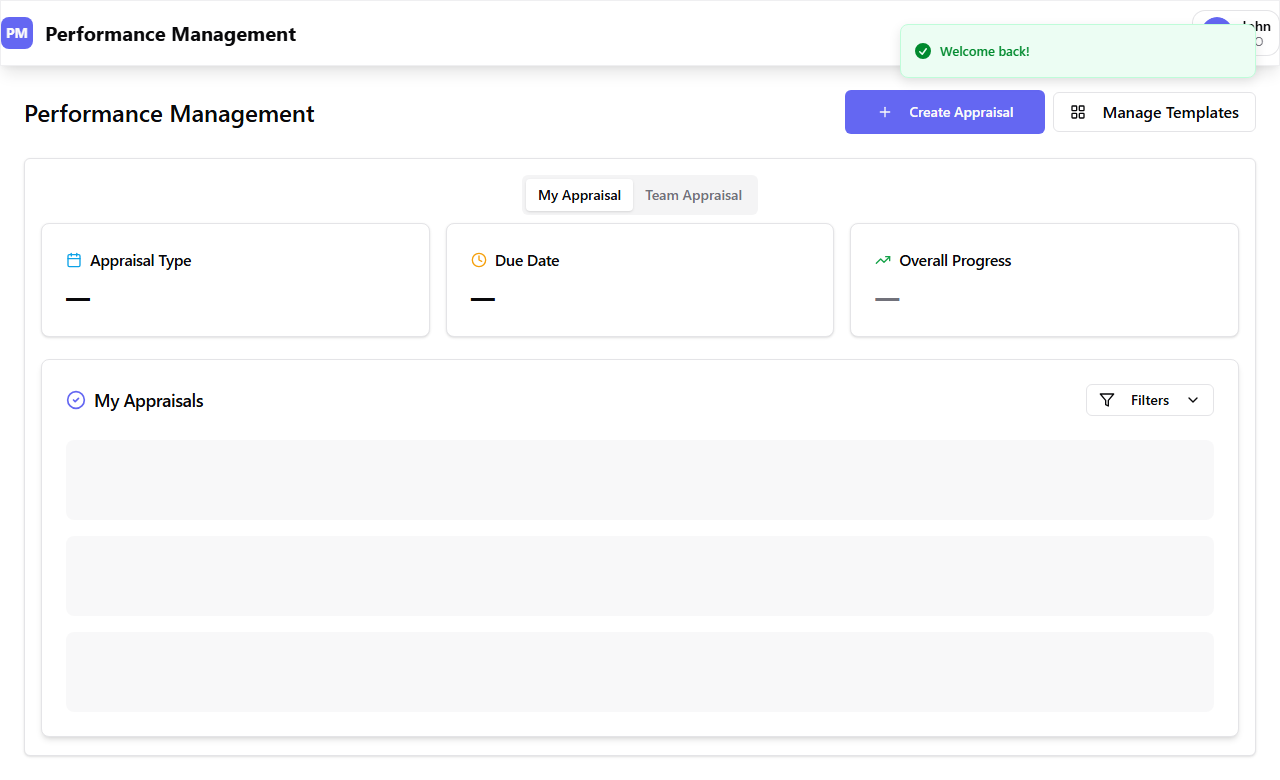 PM
Performance Management
Welcome back!
Performance Management
Create Appraisal
Manage Templates
My Appraisal
Team Appraisal
Appraisal Type
Due Date
Overall Progress
—
—
—
My Appraisals
Filters